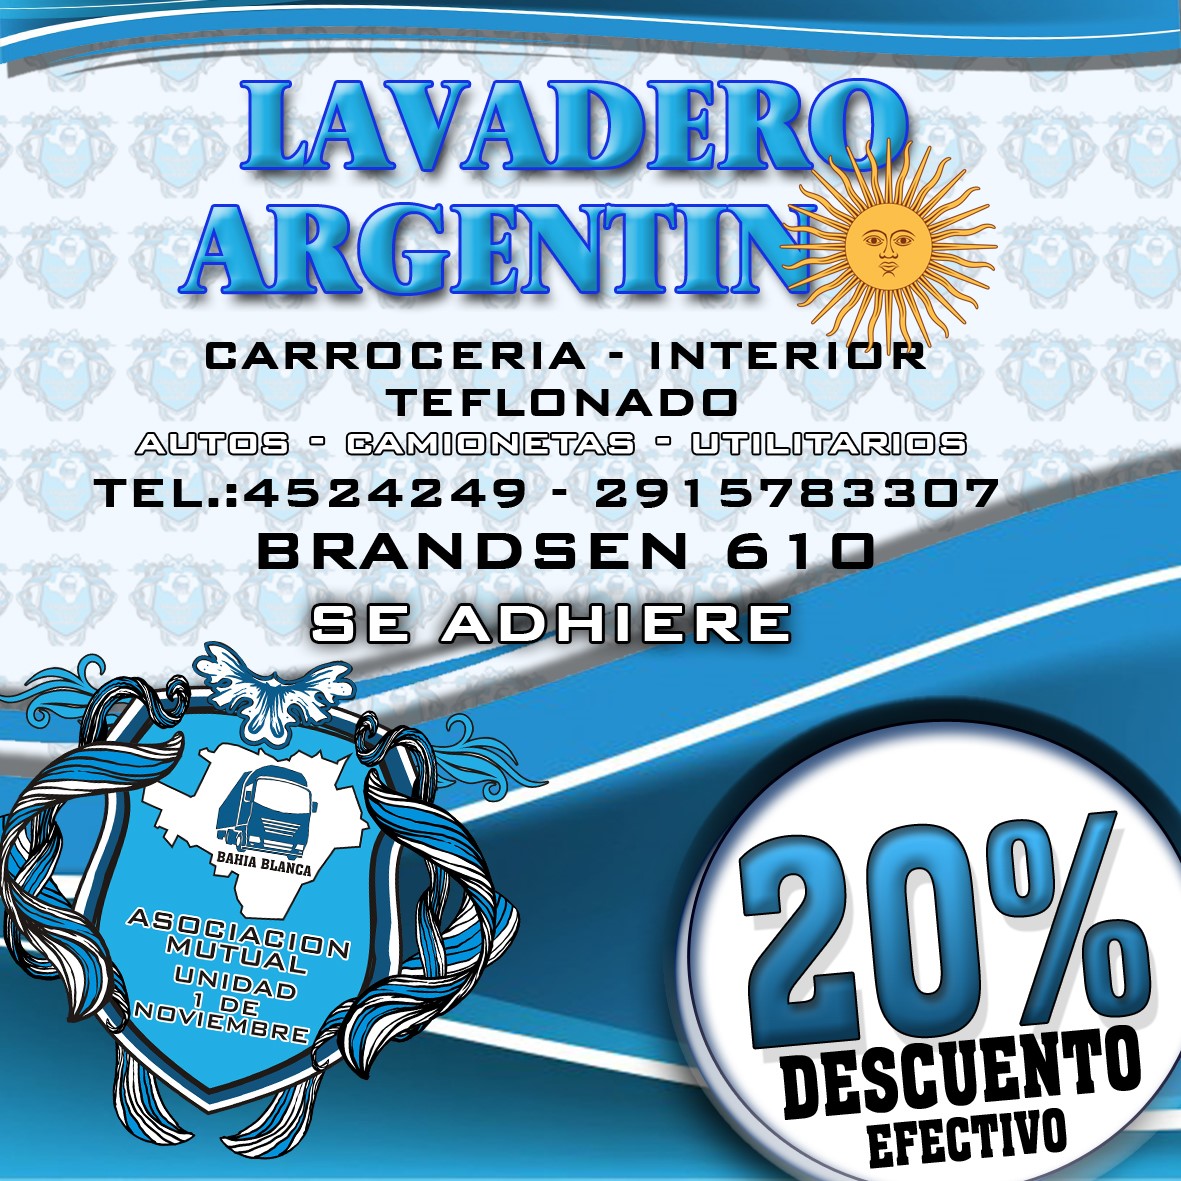 LAVADERO
ARGENTINO
CARROCERIA - INTERIOR
TEFLONADO
AUTOS - CAMIONETAS - UTILITARIOS
TEL.:4524249 - 2915783307
BRANDSEN 610
SE ADHIERE
BAHIA BLANCA
ASOCIACION
MUTUAL
UNIDAD
1 DE
NOVIEMBRE
20%
DESCUENTO
EFECTIVO